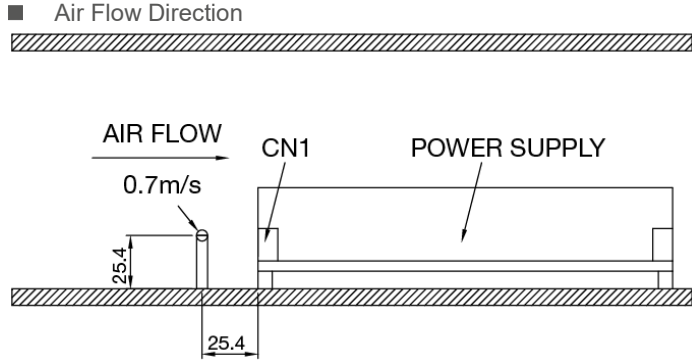 Air Flow Direction
AIR FLOW
CN1
POWER SUPPLY
0.7m/s
25.4
25.4